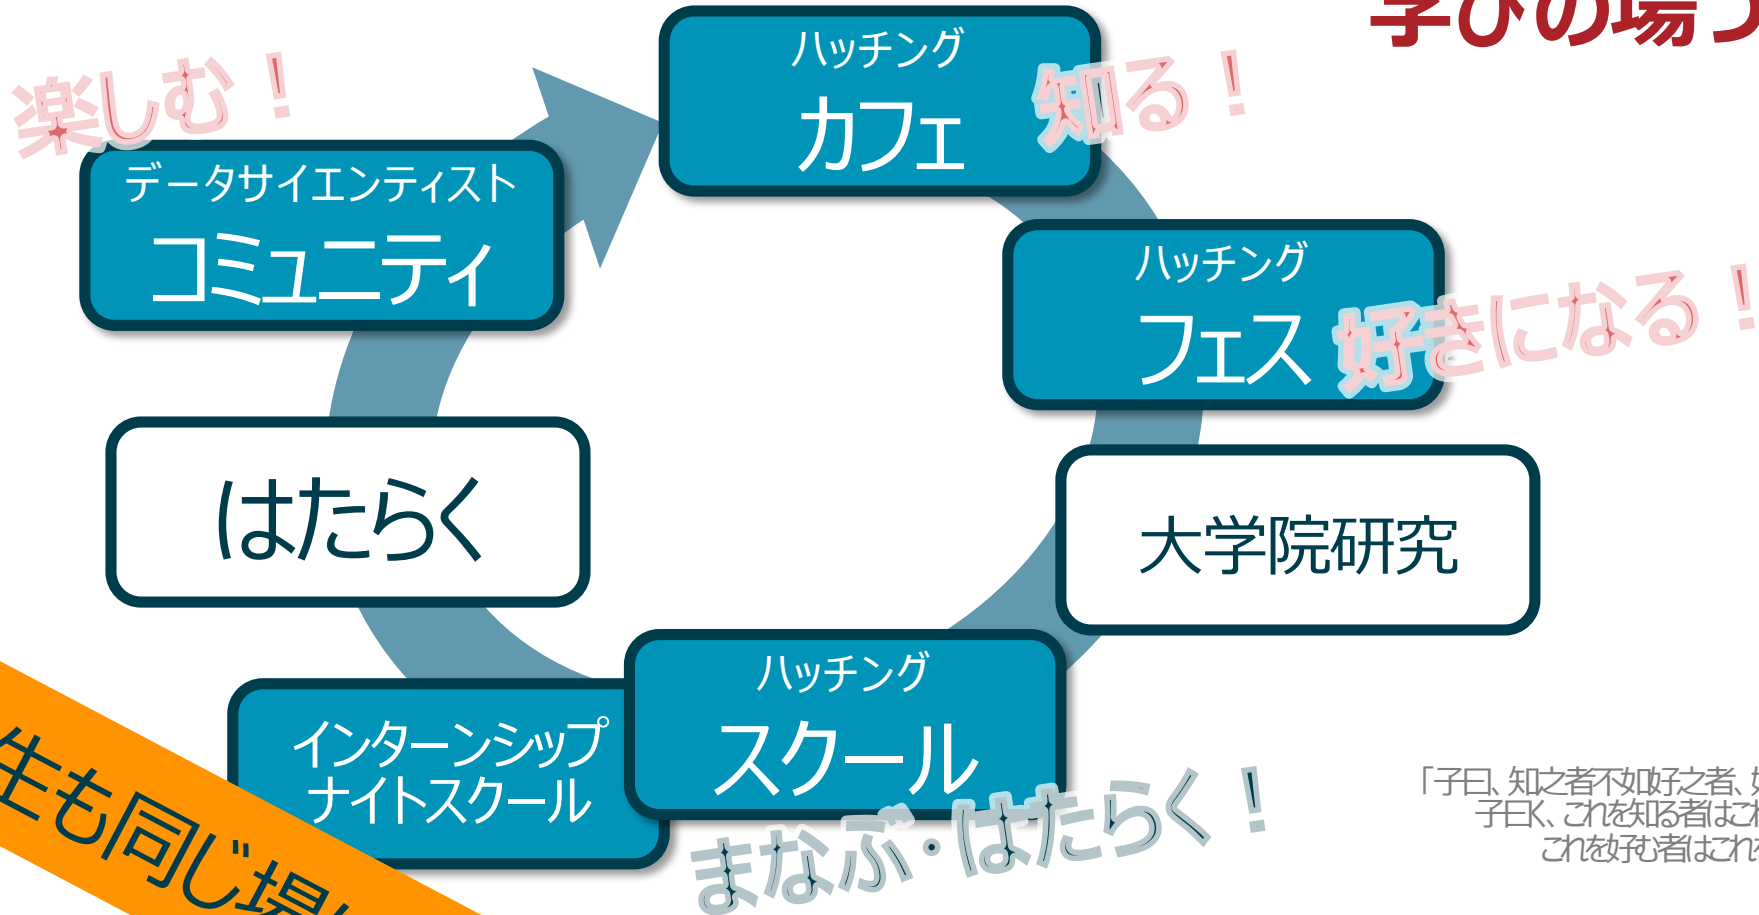 学びの場
楽しむ！
ハッチング
カフェ
知る！
データサイエンティスト
コミュニティ
ハッチング
フェス
好きになる！
はたらく
大学院研究
ハッチング
スクール
インターンシップ
ナイトスクール
まなぶ・はたらく！
生も同じ場
「子曰、知之者不如好之者、
子曰く、これを知る者はこれ
これを好む者はこれを